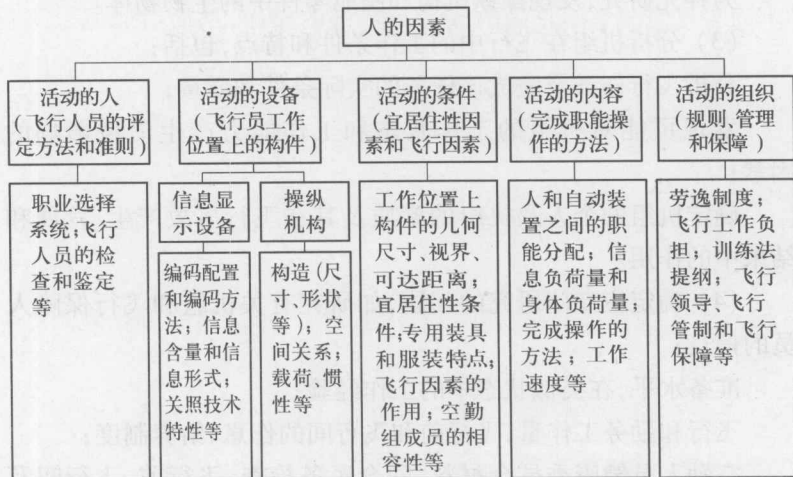 人的因素
活动的人
(飞行人员的评
定方法和准则)
活动的设备
(飞行员工作
位置上的构件)
活动的条件
(宜居住性因
素和飞行因素)
活动的内容
(完成职能操
作的方法)
活动的组织
(规则、管理
和保障)
职业选择
系统;飞行
人员的检
查和鉴定
等
信息显
示设备
操纵
机构
编码配置
和编码方
法;信息
含量和信
息形式;
关照技术
特性等
构造(尺
寸、形状
等);空
间关系;
载荷、惯
性等
工作位置上
构件的几何
尺寸、视界、
可达距离;
宜居住性条
件;专用装具
和服装特点;
飞行因素的
作用;空勤
组成员的相
容性等
人和自动装
置之间的职
能分配;信
息负荷量和
身体负荷量;
完成操作的
方法;工作
速度等
劳逸制度;
飞行工作负
担;训练法
提纲;飞行
领导、飞行
管制和飞行
保障等